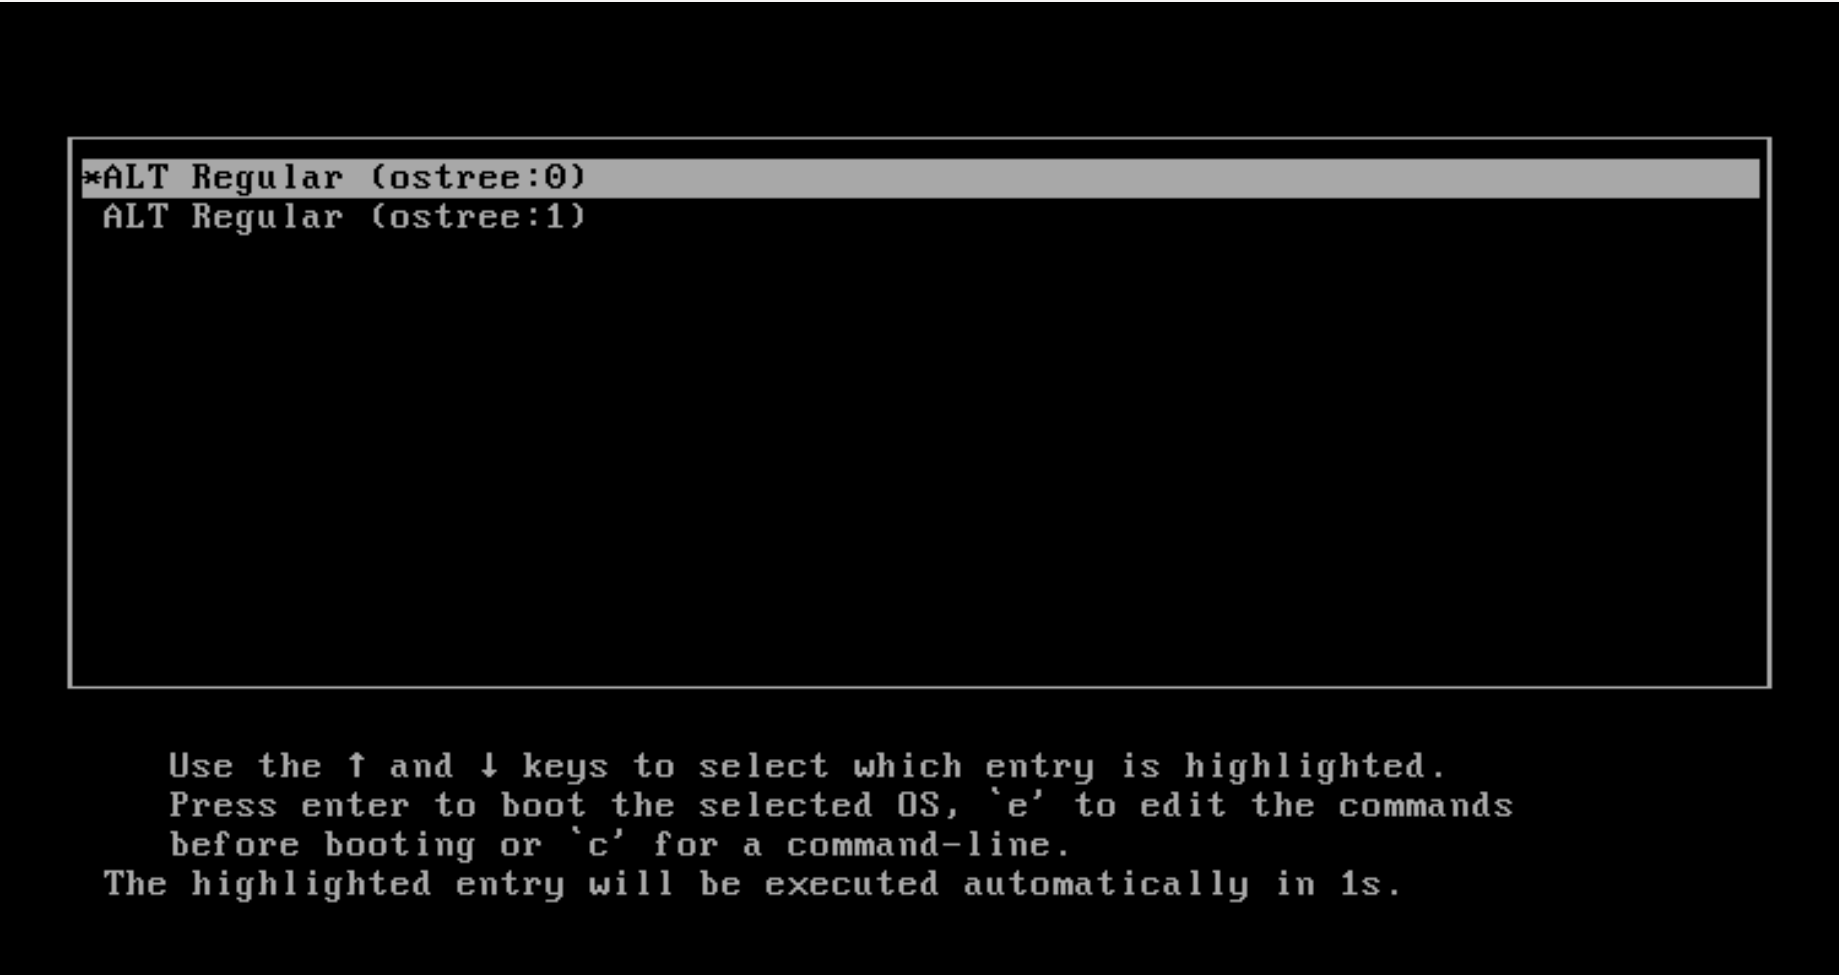 *ALT Regular (ostree:0)
ALT Regular (ostree:1)
Use the ↑ and ↓ keys to select which entry is highlighted.
Press enter to boot the selected OS, `e' to edit the commands
before booting or `c' for a command-line.
The highlighted entry will be executed automatically in 1s.